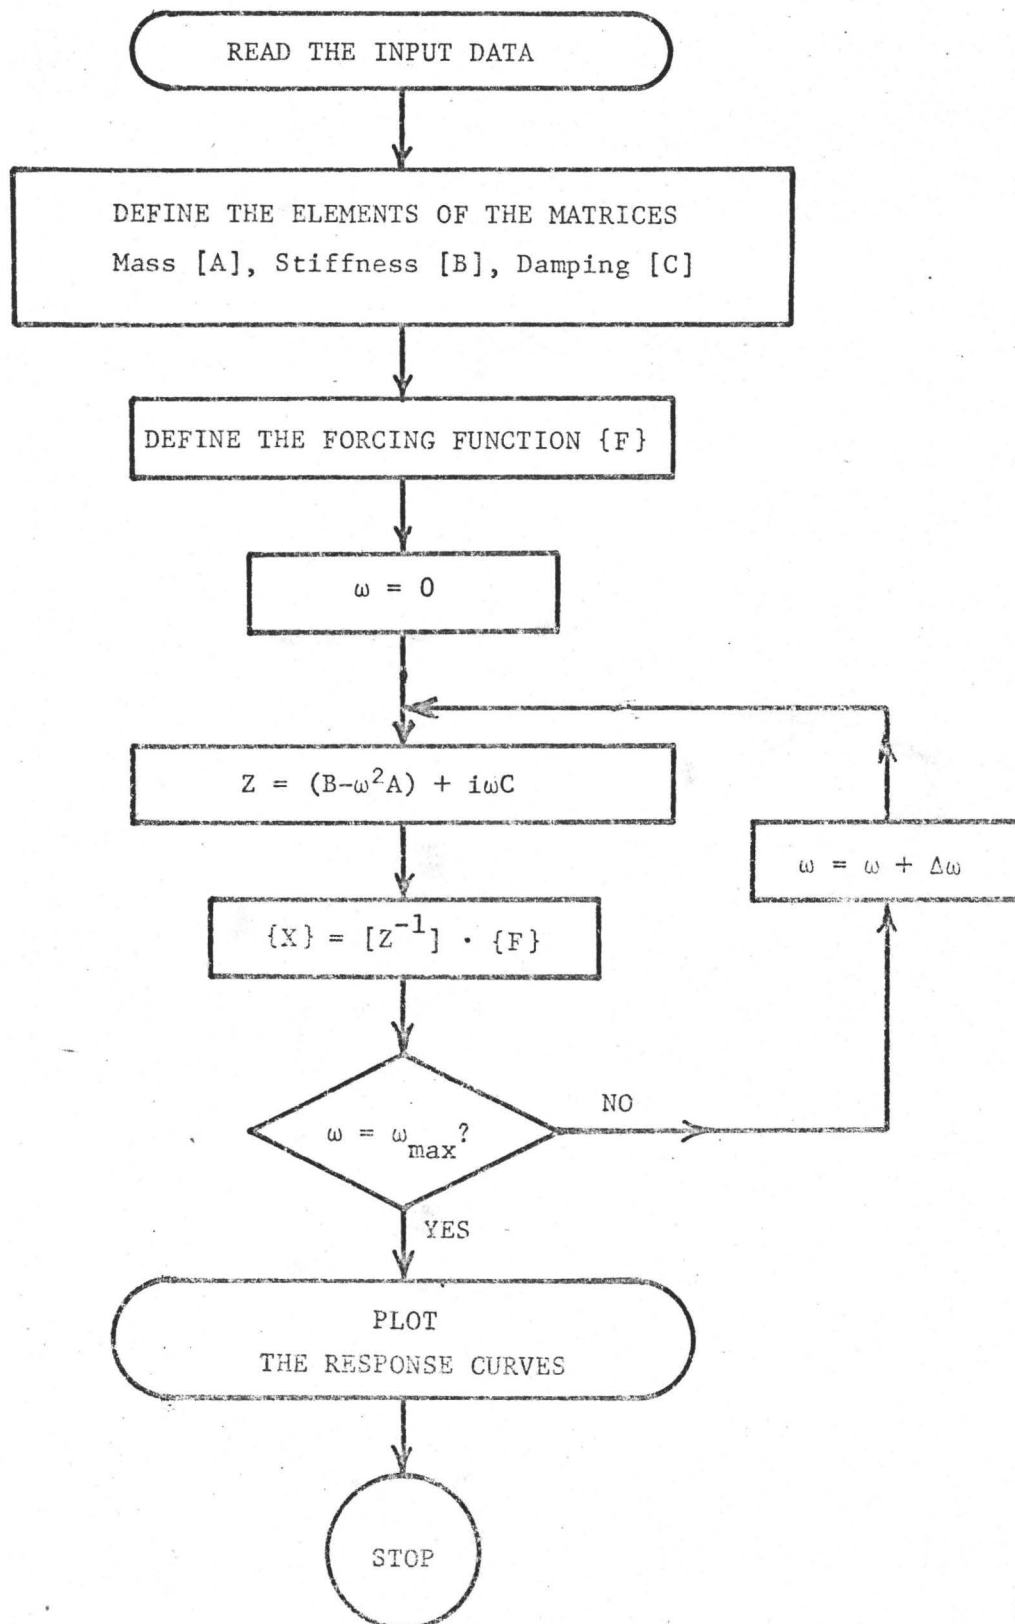 READ THE INPUT DATA
DEFINE THE ELEMENTS OF THE MATRICES
Mass [A], Stiffness [B], Damping [C]
DEFINE THE FORCING FUNCTION {F}
ω = 0
Z = (B-ω²A) + iωC
ω = ω + Δω
{X} = [Z⁻¹] · {F}
NO
ω = ω_max?
YES
PLOT
THE RESPONSE CURVES
STOP